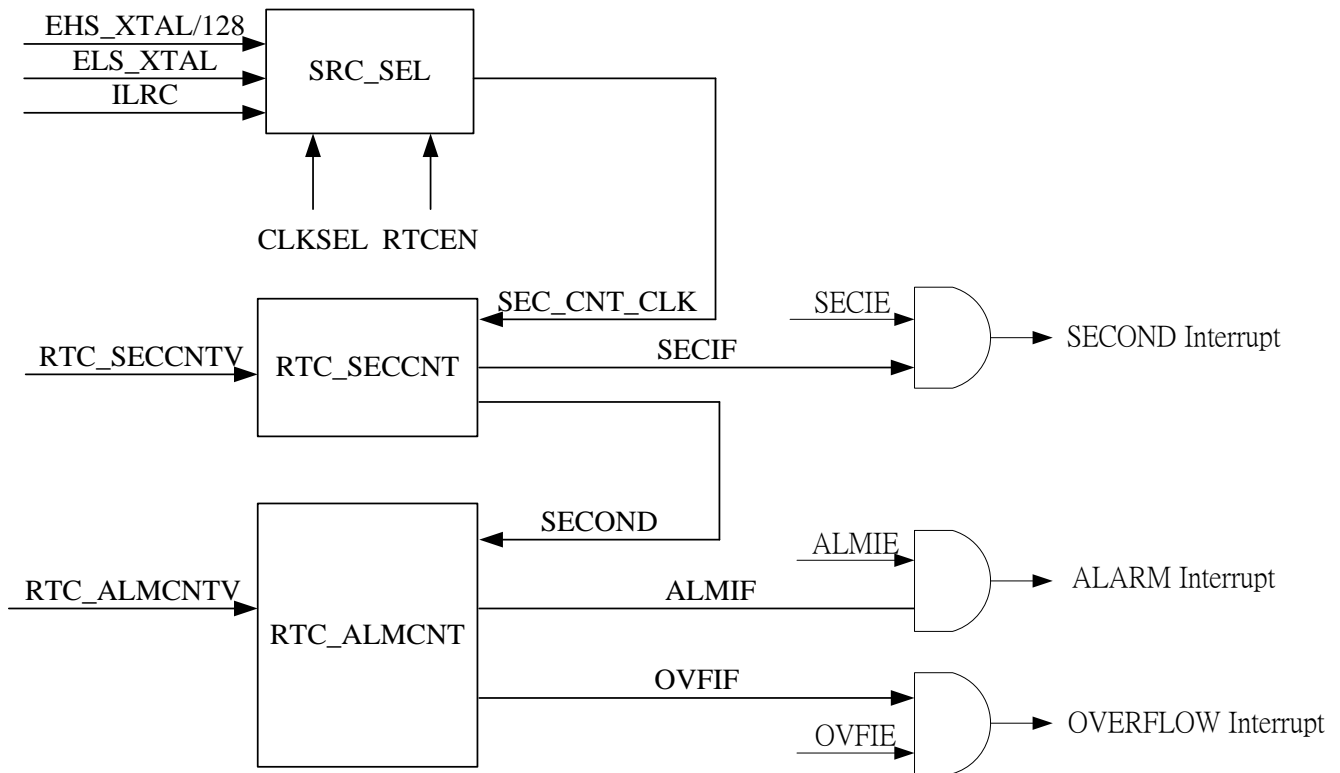 EHS_XTAL/128
ELS_XTAL
ILRC
SRC_SEL
CLKSEL RTCEN
SEC_CNT_CLK
SECIE
SECOND Interrupt
RTC_SECCNTV
RTC_SECCNT
SECIF
SECOND
ALMIE
ALARM Interrupt
RTC_ALMCNTV
RTC_ALMCNT
ALMIF
OVFIF
OVFIE
OVERFLOW Interrupt